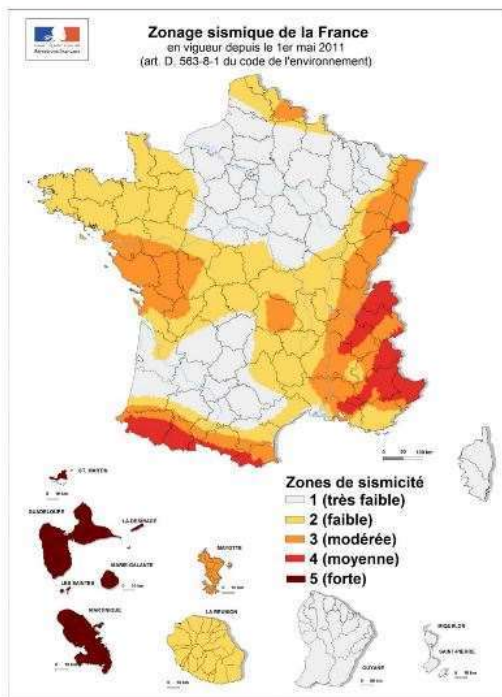 Zonage sismique de la France
en vigueur depuis le 1er mai 2011
(art. D. 563-8-1 du code de l'environnement)
Zones de sismicité
1 (très faible)
2 (faible)
3 (modérée)
4 (moyenne)
5 (forte)
ST. MARTIN
GUADELOUPE
LA DESIRADE
MARIE-GALANTE
LES SAINTES
MARTINIQUE
MAYOTTE
LA REUNION
GUYANE
MIQUELON
SAINT-PIERRE